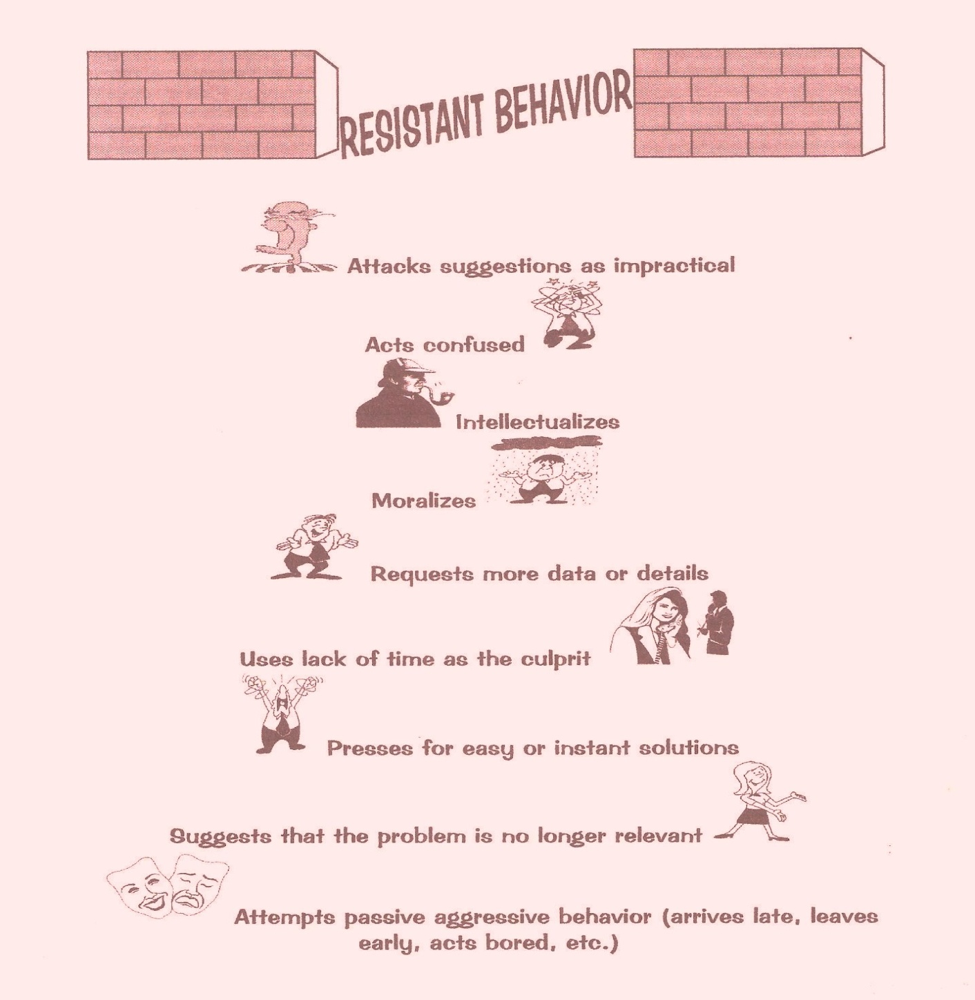 RESISTANT BEHAVIOR
Attacks suggestions as impractical
Acts confused
Intellectualizes
Moralizes
Requests more data or details
Uses lack of time as the culprit
Presses for easy or instant solutions
Suggests that the problem is no longer relevant
Attempts passive aggressive behavior (arrives late, leaves
early, acts bored, etc.)